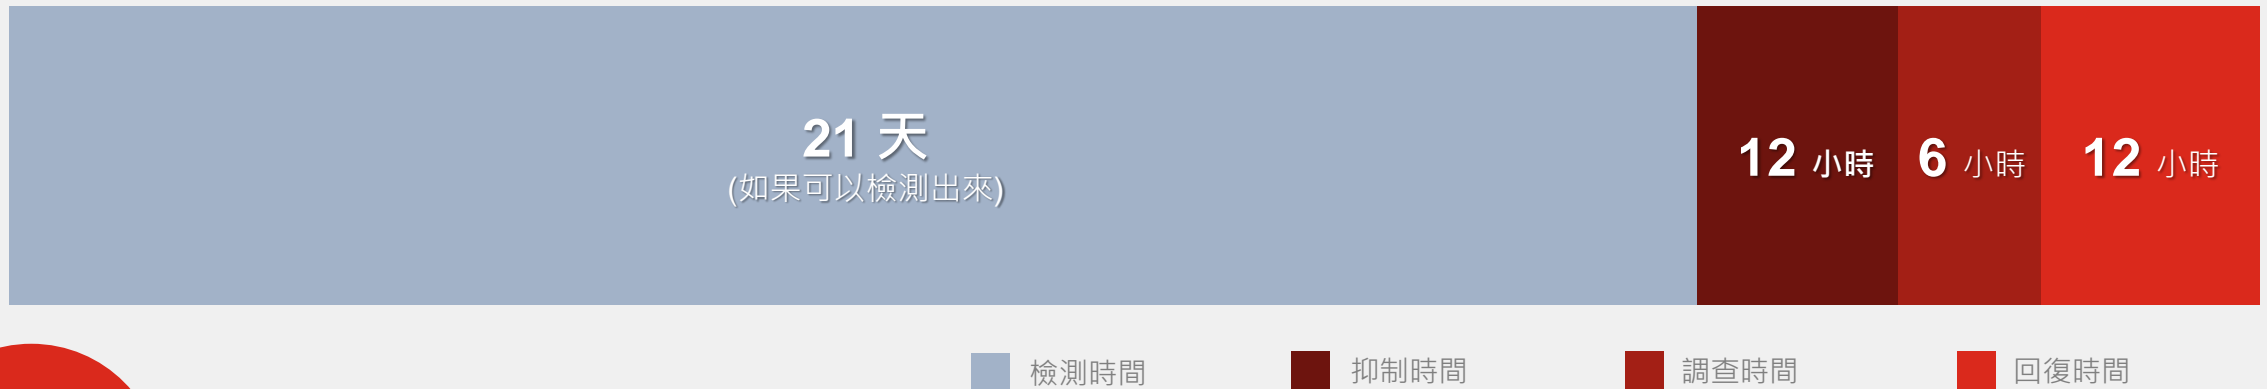 21 天
(如果可以檢測出來)
12 小時
6 小時
12 小時
檢測時間
抑制時間
調查時間
回復時間